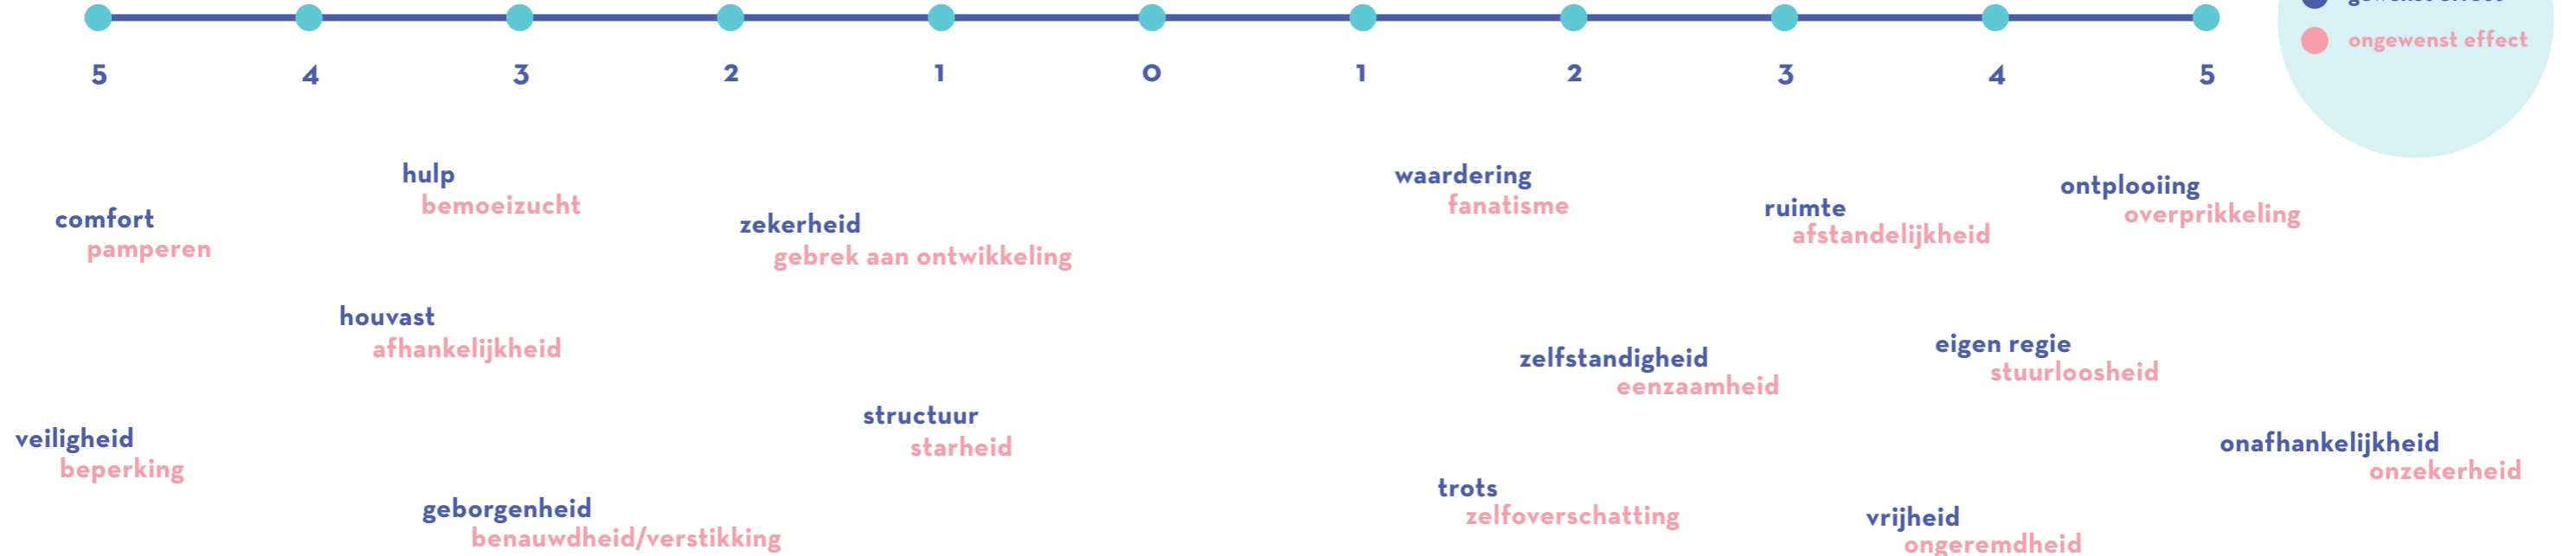 ongewenst effect
5 4 3 2 1 0 1 2 3 4 5
hulp
bemoeizucht
comfort
pamperen
zekerheid
gebrek aan ontwikkeling
houvast
afhankelijkheid
structuur
starheid
veiligheid
beperking
geborgenheid
benauwdheid/verstikking
waardering
fanatisme
ruimte
afstandelijkheid
ontplooiing
overprikkeling
zelfstandigheid
eenzaamheid
eigen regie
stuurloosheid
onafhankelijkheid
onzekerheid
trots
zelfoverschatting
vrijheid
ongeremdheid